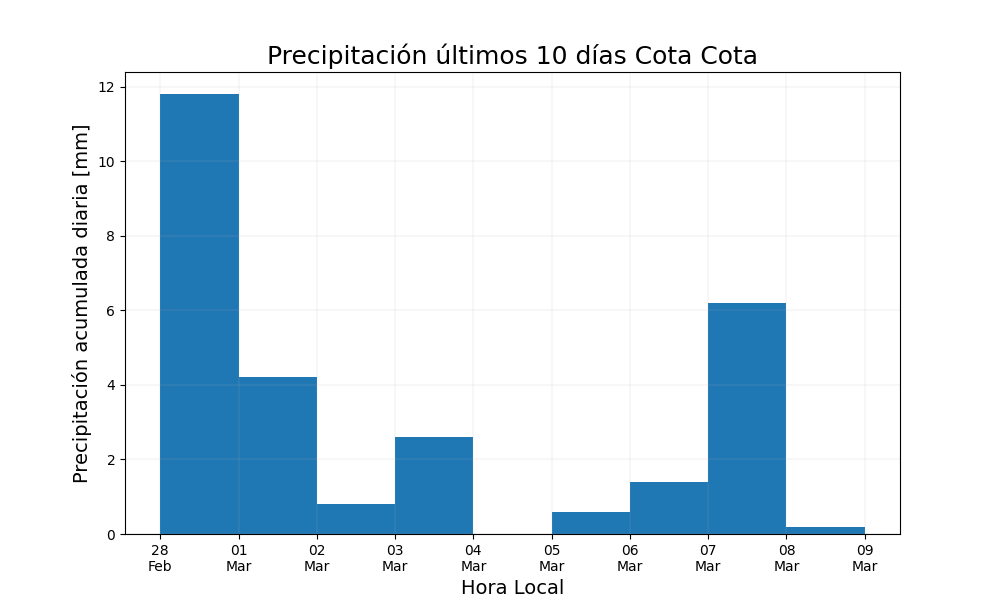 Precipitación últimos 10 días Cota Cota
Precipitación acumulada diaria [mm]
12
10
8
6
4
2
0
28 01 02 03 04 05 06 07 08 09
Feb Mar Mar Mar Mar Mar Mar Mar Mar Mar
Hora Local